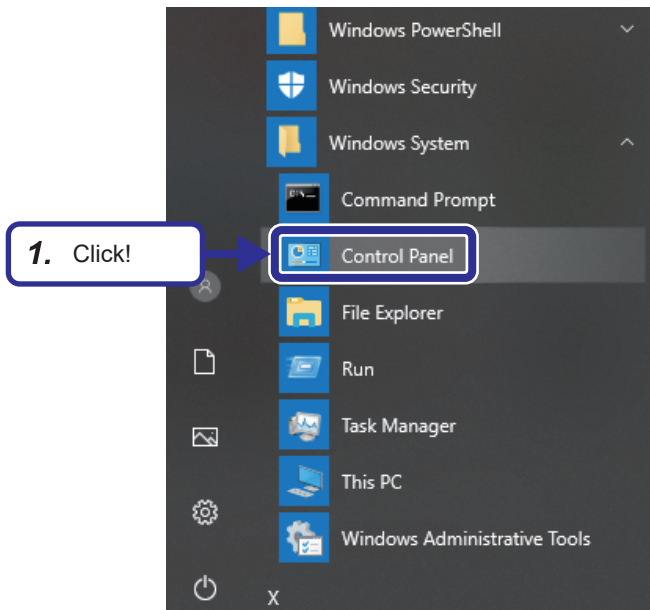 Windows PowerShell
Windows Security
Windows System
Command Prompt
1. Click!
Control Panel
File Explorer
Run
Task Manager
This PC
Windows Administrative Tools
X